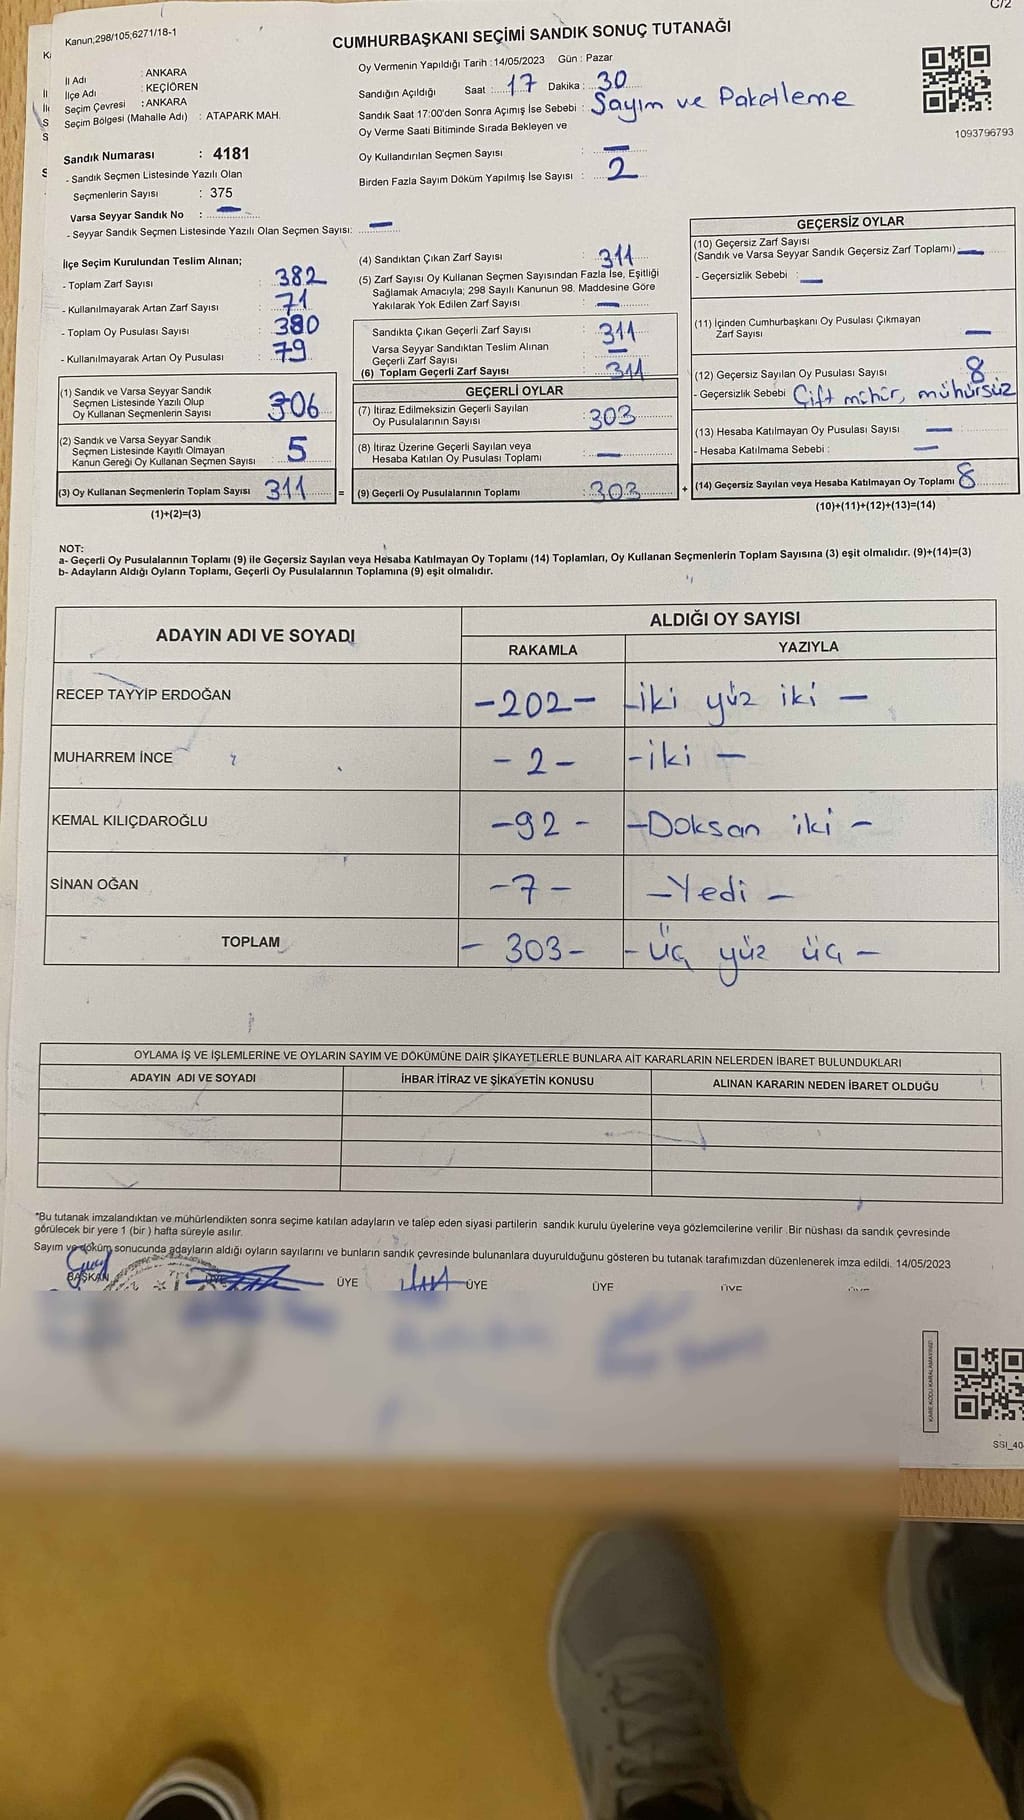 C/2
Kanun,298/105,6271/18-1
CUMHURBAŞKANI SEÇİMİ SANDIK SONUÇ TUTANAĞI
İl Adı : ANKARA
İlçe Adı : KEÇİÖREN
Seçim Çevresi : ANKARA
Seçim Bölgesi (Mahalle Adı) : ATAPARK MAH.
Sandık Numarası : 4181
- Sandık Seçmen Listesinde Yazılı Olan
Seçmenlerin Sayısı : 375
Varsa Seyyar Sandık No : —
- Seyyar Sandık Seçmen Listesinde Yazılı Olan Seçmen Sayısı: —
Oy Vermenin Yapıldığı Tarih :14/05/2023 Gün : Pazar
Sandığın Açıldığı Saat : 17 Dakika : 30
Sandık Saat 17:00'den Sonra Açımış İse Sebebi : Sayım ve Paketleme
Oy Verme Saati Bitiminde Sırada Bekleyen ve
Oy Kullandırılan Seçmen Sayısı : —
Birden Fazla Sayım Döküm Yapılmış İse Sayısı : 2
1093796793
İlçe Seçim Kurulundan Teslim Alınan;
- Toplam Zarf Sayısı : 382
- Kullanılmayarak Artan Zarf Sayısı : 71
- Toplam Oy Pusulası Sayısı : 380
- Kullanılmayarak Artan Oy Pusulası : 79
(1) Sandık ve Varsa Seyyar Sandık
Seçmen Listesinde Yazılı Olup
Oy Kullanan Seçmenlerin Sayısı : 306
(2) Sandık ve Varsa Seyyar Sandık
Seçmen Listesinde Kayıtlı Olmayan
Kanun Gereği Oy Kullanan Seçmen Sayısı : 5
(3) Oy Kullanan Seçmenlerin Toplam Sayısı 311 =
(1)+(2)=(3)
(4) Sandıktan Çıkan Zarf Sayısı : 311
(5) Zarf Sayısı Oy Kullanan Seçmen Sayısından Fazla İse, Eşitliği
Sağlamak Amacıyla; 298 Sayılı Kanunun 98. Maddesine Göre
Yakılarak Yok Edilen Zarf Sayısı : —
Sandıkta Çıkan Geçerli Zarf Sayısı : 311
Varsa Seyyar Sandıktan Teslim Alınan
Geçerli Zarf Sayısı : —
(6) Toplam Geçerli Zarf Sayısı : 311
GEÇERLİ OYLAR
(7) İtiraz Edilmeksizin Geçerli Sayılan
Oy Pusulalarının Sayısı : 303
(8) İtiraz Üzerine Geçerli Sayılan veya
Hesaba Katılan Oy Pusulası Toplamı : —
(9) Geçerli Oy Pusulalarının Toplamı : 303 +
GEÇERSİZ OYLAR
(10) Geçersiz Zarf Sayısı
(Sandık ve Varsa Seyyar Sandık Geçersiz Zarf Toplamı) —
- Geçersizlik Sebebi : —
(11) İçinden Cumhurbaşkanı Oy Pusulası Çıkmayan
Zarf Sayısı —
(12) Geçersiz Sayılan Oy Pusulası Sayısı 8
- Geçersizlik Sebebi Çift mühür, mühürsüz
(13) Hesaba Katılmayan Oy Pusulası Sayısı —
- Hesaba Katılmama Sebebi : —
(14) Geçersiz Sayılan veya Hesaba Katılmayan Oy Toplamı 8
(10)+(11)+(12)+(13)=(14)
NOT:
a- Geçerli Oy Pusulalarının Toplamı (9) ile Geçersiz Sayılan veya Hesaba Katılmayan Oy Toplamı (14) Toplamları, Oy Kullanan Seçmenlerin Toplam Sayısına (3) eşit olmalıdır. (9)+(14)=(3)
b- Adayların Aldığı Oyların Toplamı, Geçerli Oy Pusulalarının Toplamına (9) eşit olmalıdır.
ADAYIN ADI VE SOYADI ALDIĞI OY SAYISI
RAKAMLA YAZIYLA
RECEP TAYYİP ERDOĞAN -202- -İki yüz iki -
MUHARREM İNCE -2- -iki -
KEMAL KILIÇDAROĞLU -92- -Doksan iki -
SİNAN OĞAN -7- -Yedi -
TOPLAM -303- -Üç yüz üç -
OYLAMA İŞ VE İŞLEMLERİNE VE OYLARIN SAYIM VE DÖKÜMÜNE DAİR ŞİKAYETLERLE BUNLARA AİT KARARLARIN NELERDEN İBARET BULUNDUKLARI
ADAYIN ADI VE SOYADI İHBAR İTİRAZ VE ŞİKAYETİN KONUSU ALINAN KARARIN NEDEN İBARET OLDUĞU
"Bu tutanak imzalandıktan ve mühürlendikten sonra seçime katılan adayların ve talep eden siyasi partilerin sandık kurulu üyelerine veya gözlemcilerine verilir .Bir nüshası da sandık çevresinde
görülecek bir yere 1 (bir ) hafta süreyle asılır.
Sayım ve döküm sonucunda adayların aldığı oyların sayılarını ve bunların sandık çevresinde bulunanlara duyurulduğunu gösteren bu tutanak tarafımızdan düzenlenerek imza edildi. 14/05/2023
BAŞKAN ÜYE ÜYE ÜYE ÜYE ÜYE
KARE KODU KARALAMAYINIZ!
SSI_40